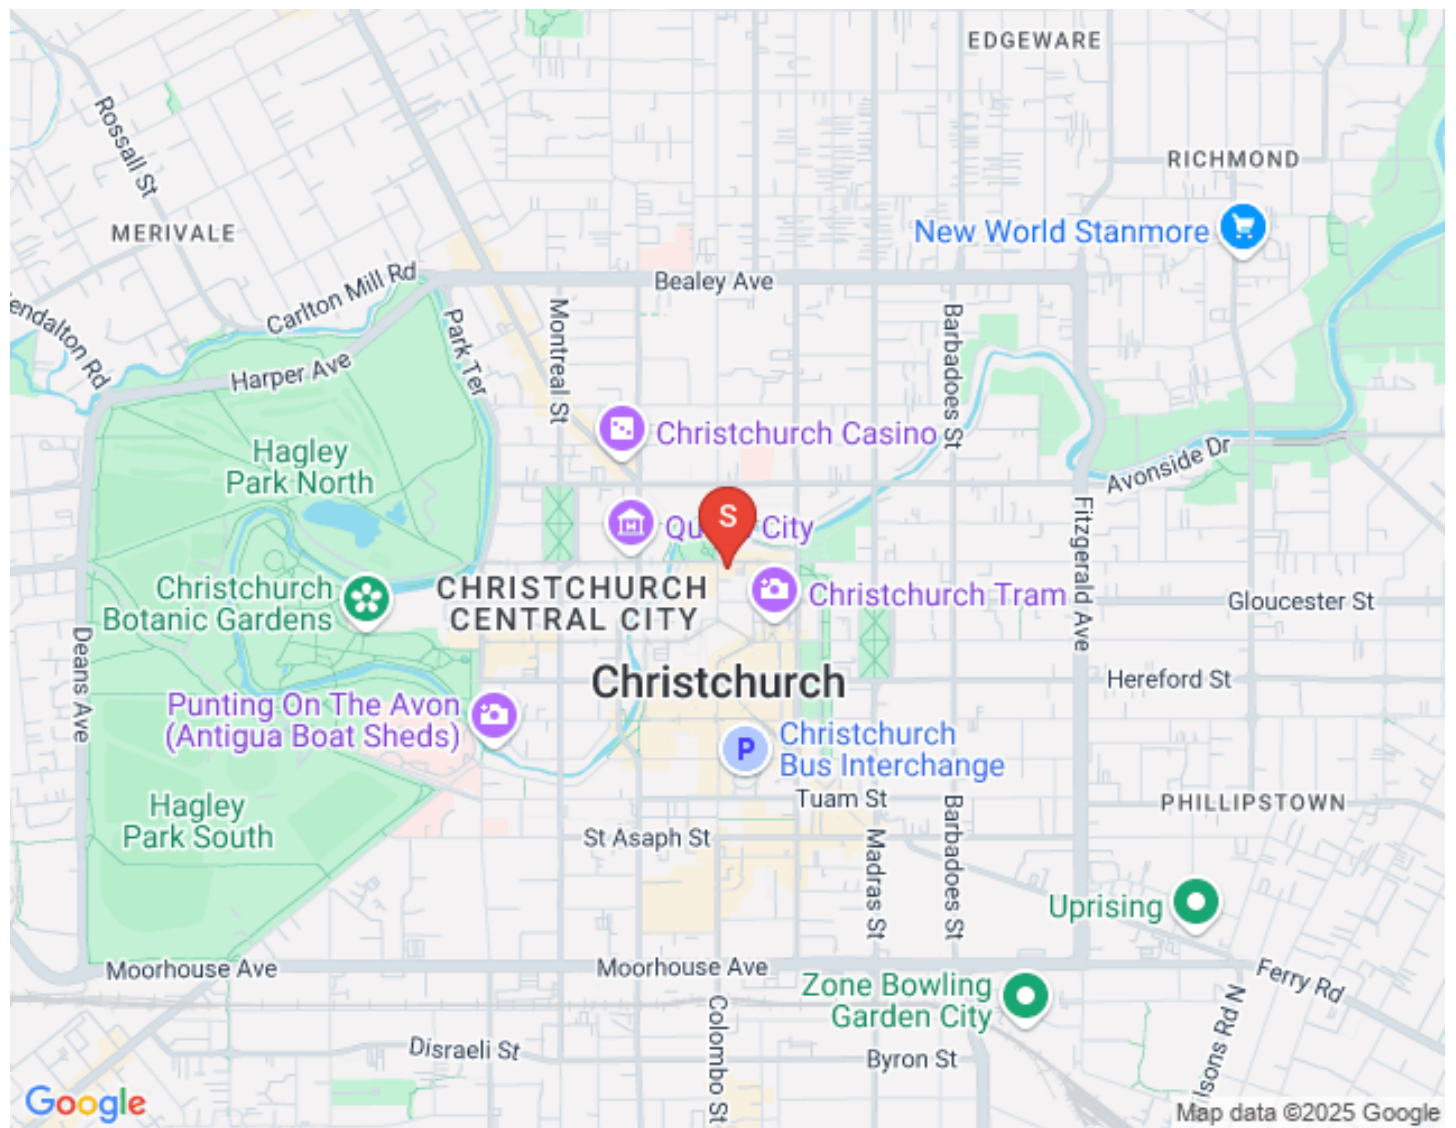 EDGEWARE
Rossall St
RICHMOND
MERIVALE
New World Stanmore
Carlton Mill Rd
Bealey Ave
endalton Rd
Park Ter
Montreal St
Barbadoes St
Harper Ave
Christchurch Casino
Hagley
Park North
Avonside Dr
S
City
Fitzgerald Ave
Christchurch
Botanic Gardens
CHRISTCHURCH
CENTRAL CITY
Christchurch Tram
Gloucester St
Deans Ave
Christchurch
Hereford St
Punting On The Avon
(Antigua Boat Sheds)
P
Christchurch
Bus Interchange
Hagley
Park South
Tuam St
PHILLIPSTOWN
St Asaph St
Madras St
Barbadoes St
Uprising
Moorhouse Ave
Moorhouse Ave
Zone Bowling
Garden City
Ferry Rd
Colombo St
Disraeli St
Byron St
ilsons Rd N
Google
Map data ©2025 Google